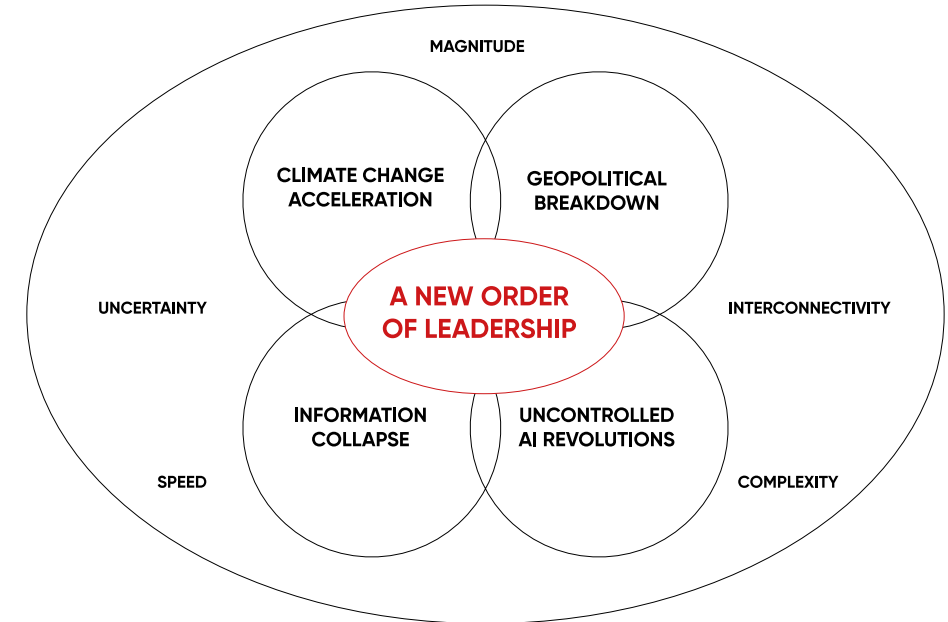 MAGNITUDE
CLIMATE CHANGE
ACCELERATION
GEOPOLITICAL
BREAKDOWN
UNCERTAINTY
A NEW ORDER
OF LEADERSHIP
INTERCONNECTIVITY
INFORMATION
COLLAPSE
UNCONTROLLED
AI REVOLUTIONS
SPEED
COMPLEXITY